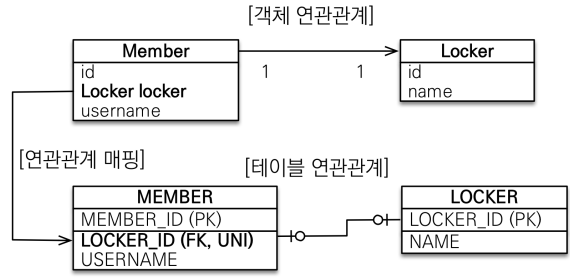 [객체 연관관계]
Member
id
Locker locker
username
1
1
Locker
id
name
[연관관계 매핑]
[테이블 연관관계]
MEMBER
MEMBER_ID (PK)
LOCKER_ID (FK, UNI)
USERNAME
LOCKER
LOCKER_ID (PK)
NAME